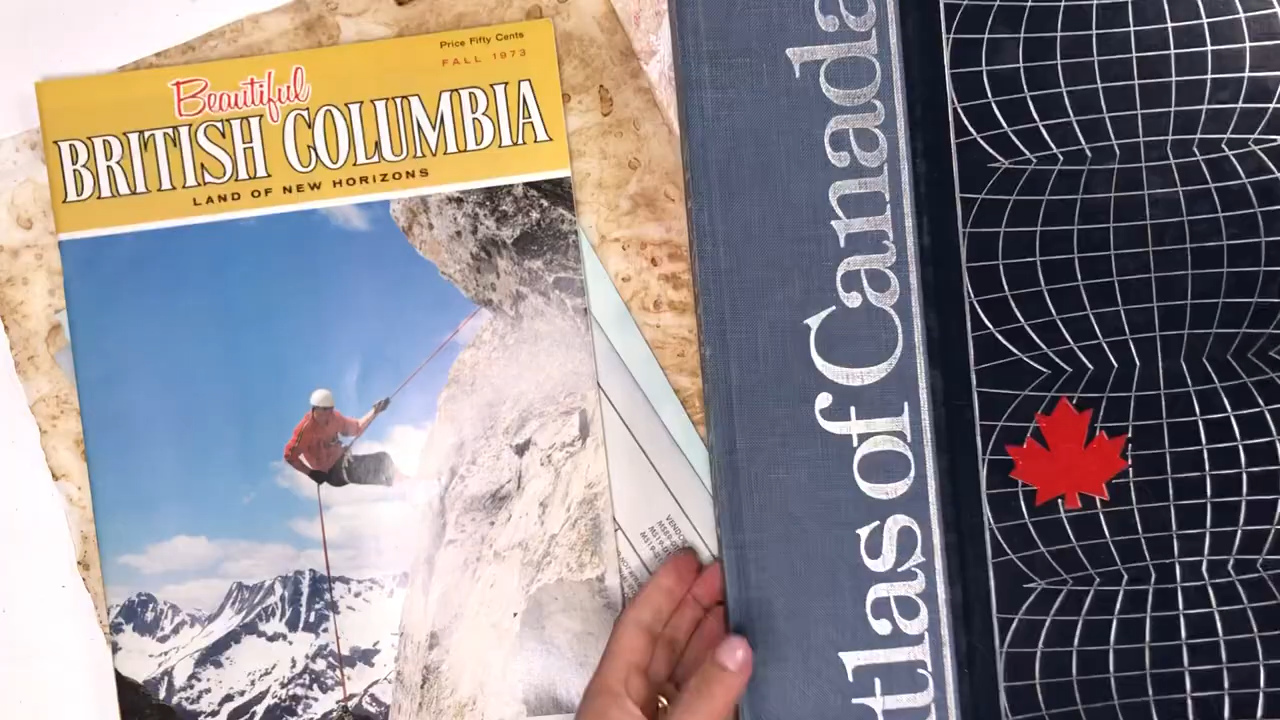 Price Fifty Cents
FALL 1973
Beautiful
BRITISH COLUMBIA
LAND OF NEW HORIZONS
tlas of Canada